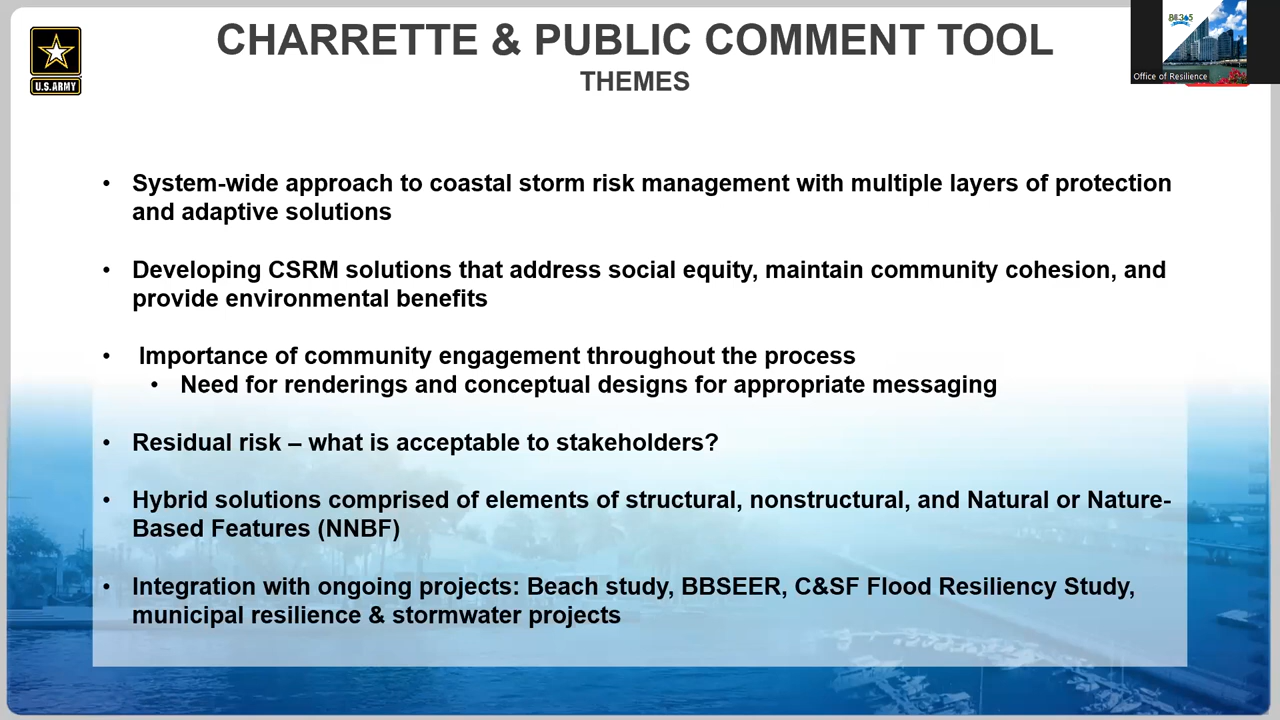 CHARRETTE & PUBLIC COMMENT TOOL
THEMES
U.S.ARMY
Office of Resilience
• System-wide approach to coastal storm risk management with multiple layers of protection
and adaptive solutions
• Developing CSRM solutions that address social equity, maintain community cohesion, and
provide environmental benefits
• Importance of community engagement throughout the process
• Need for renderings and conceptual designs for appropriate messaging
• Residual risk – what is acceptable to stakeholders?
• Hybrid solutions comprised of elements of structural, nonstructural, and Natural or Nature-
Based Features (NNBF)
• Integration with ongoing projects: Beach study, BBSEER, C&SF Flood Resiliency Study,
municipal resilience & stormwater projects